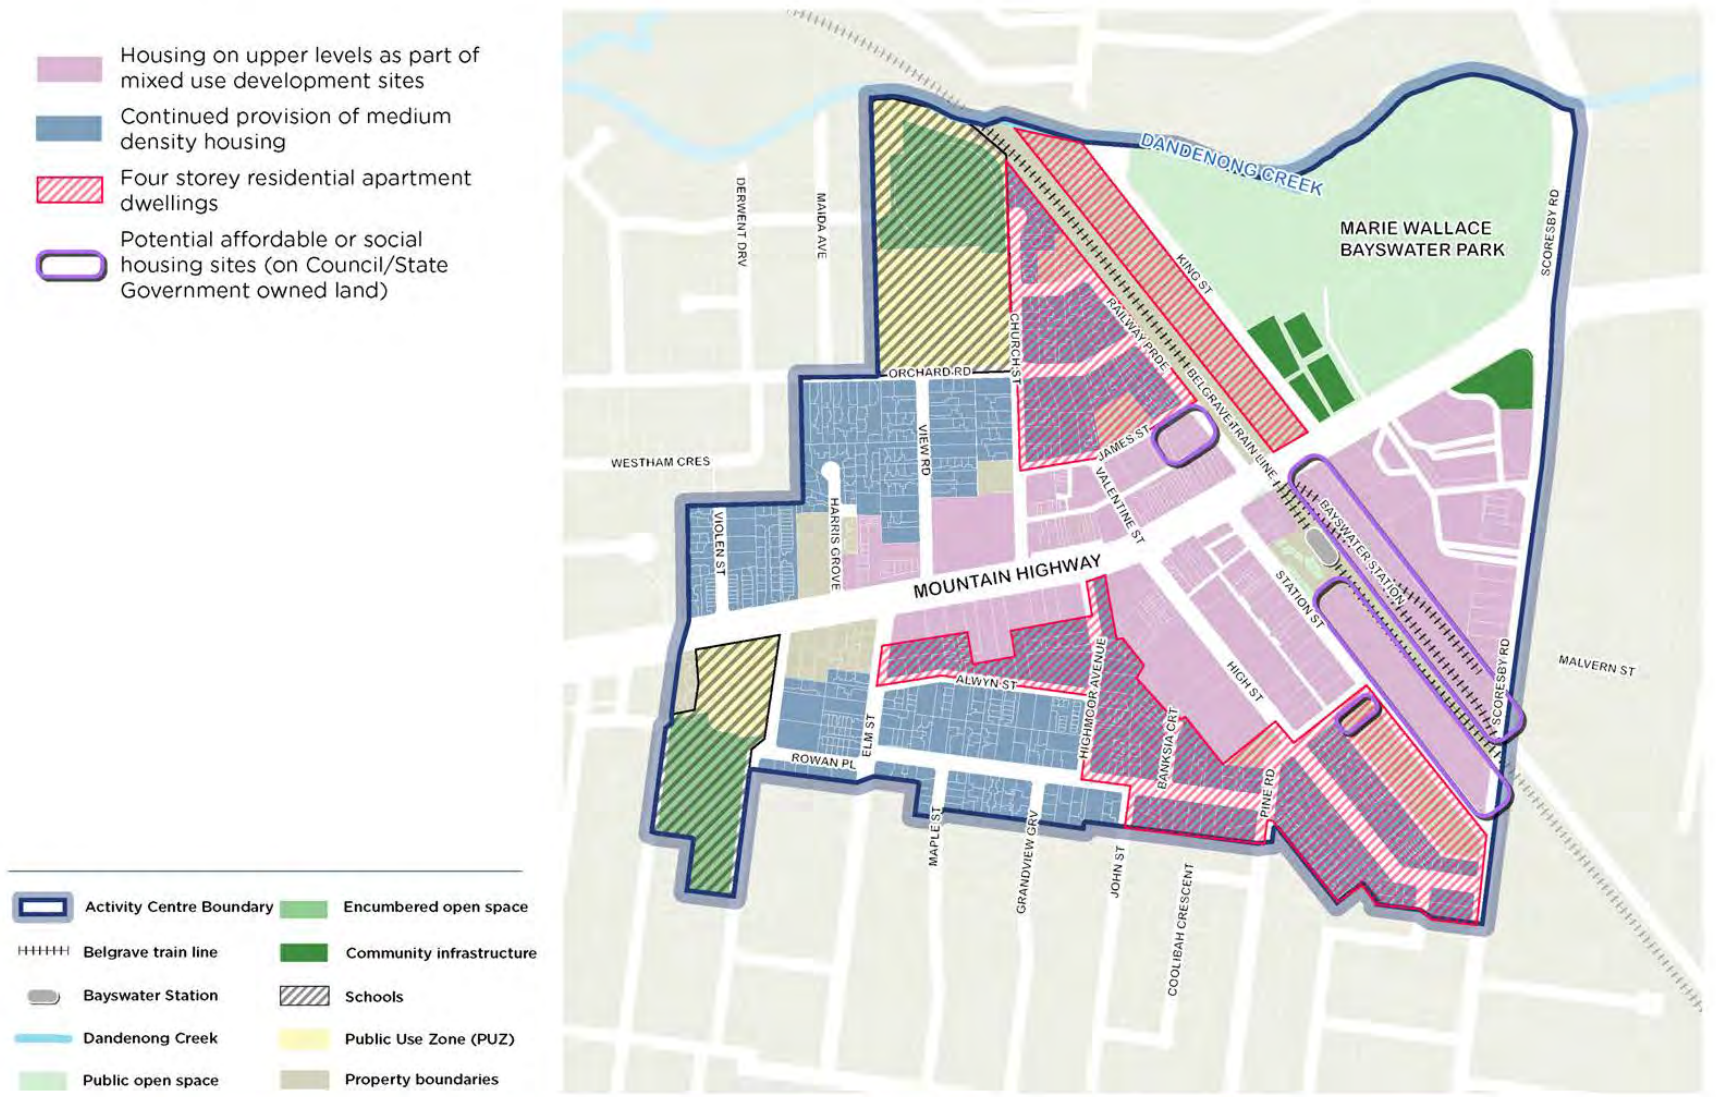 Housing on upper levels as part of
mixed use development sites
Continued provision of medium
density housing
Four storey residential apartment
dwellings
Potential affordable or social
housing sites (on Council/State
Government owned land)
Activity Centre Boundary
Belgrave train line
Bayswater Station
Dandenong Creek
Public open space
Encumbered open space
Community infrastructure
Schools
Public Use Zone (PUZ)
Property boundaries
DANDENONG CREEK
MARIE WALLACE
BAYSWATER PARK
SCORESBY RD
KING ST
DERWENT DRV
MAIDA AVE
RAILWAY PRDE
CHURCH ST
ORCHARD RD
BELGRAVE TRAIN LINE
JAMES ST
VIEW RD
WESTHAM CRES
VALENTINE ST
VIOLEN ST
HARRIS GROVE
BAYSWATER STATION
MOUNTAIN HIGHWAY
STATION ST
HIGHMOOR AVENUE
HIGH ST
SCORESBY RD
MALVERN ST
ALWYN ST
ELM ST
BANKSIA CRT
ROWAN PL
PINE RD
MAPLE ST
GRANDVIEW GRV
JOHN ST
COOLIBAH CRESCENT